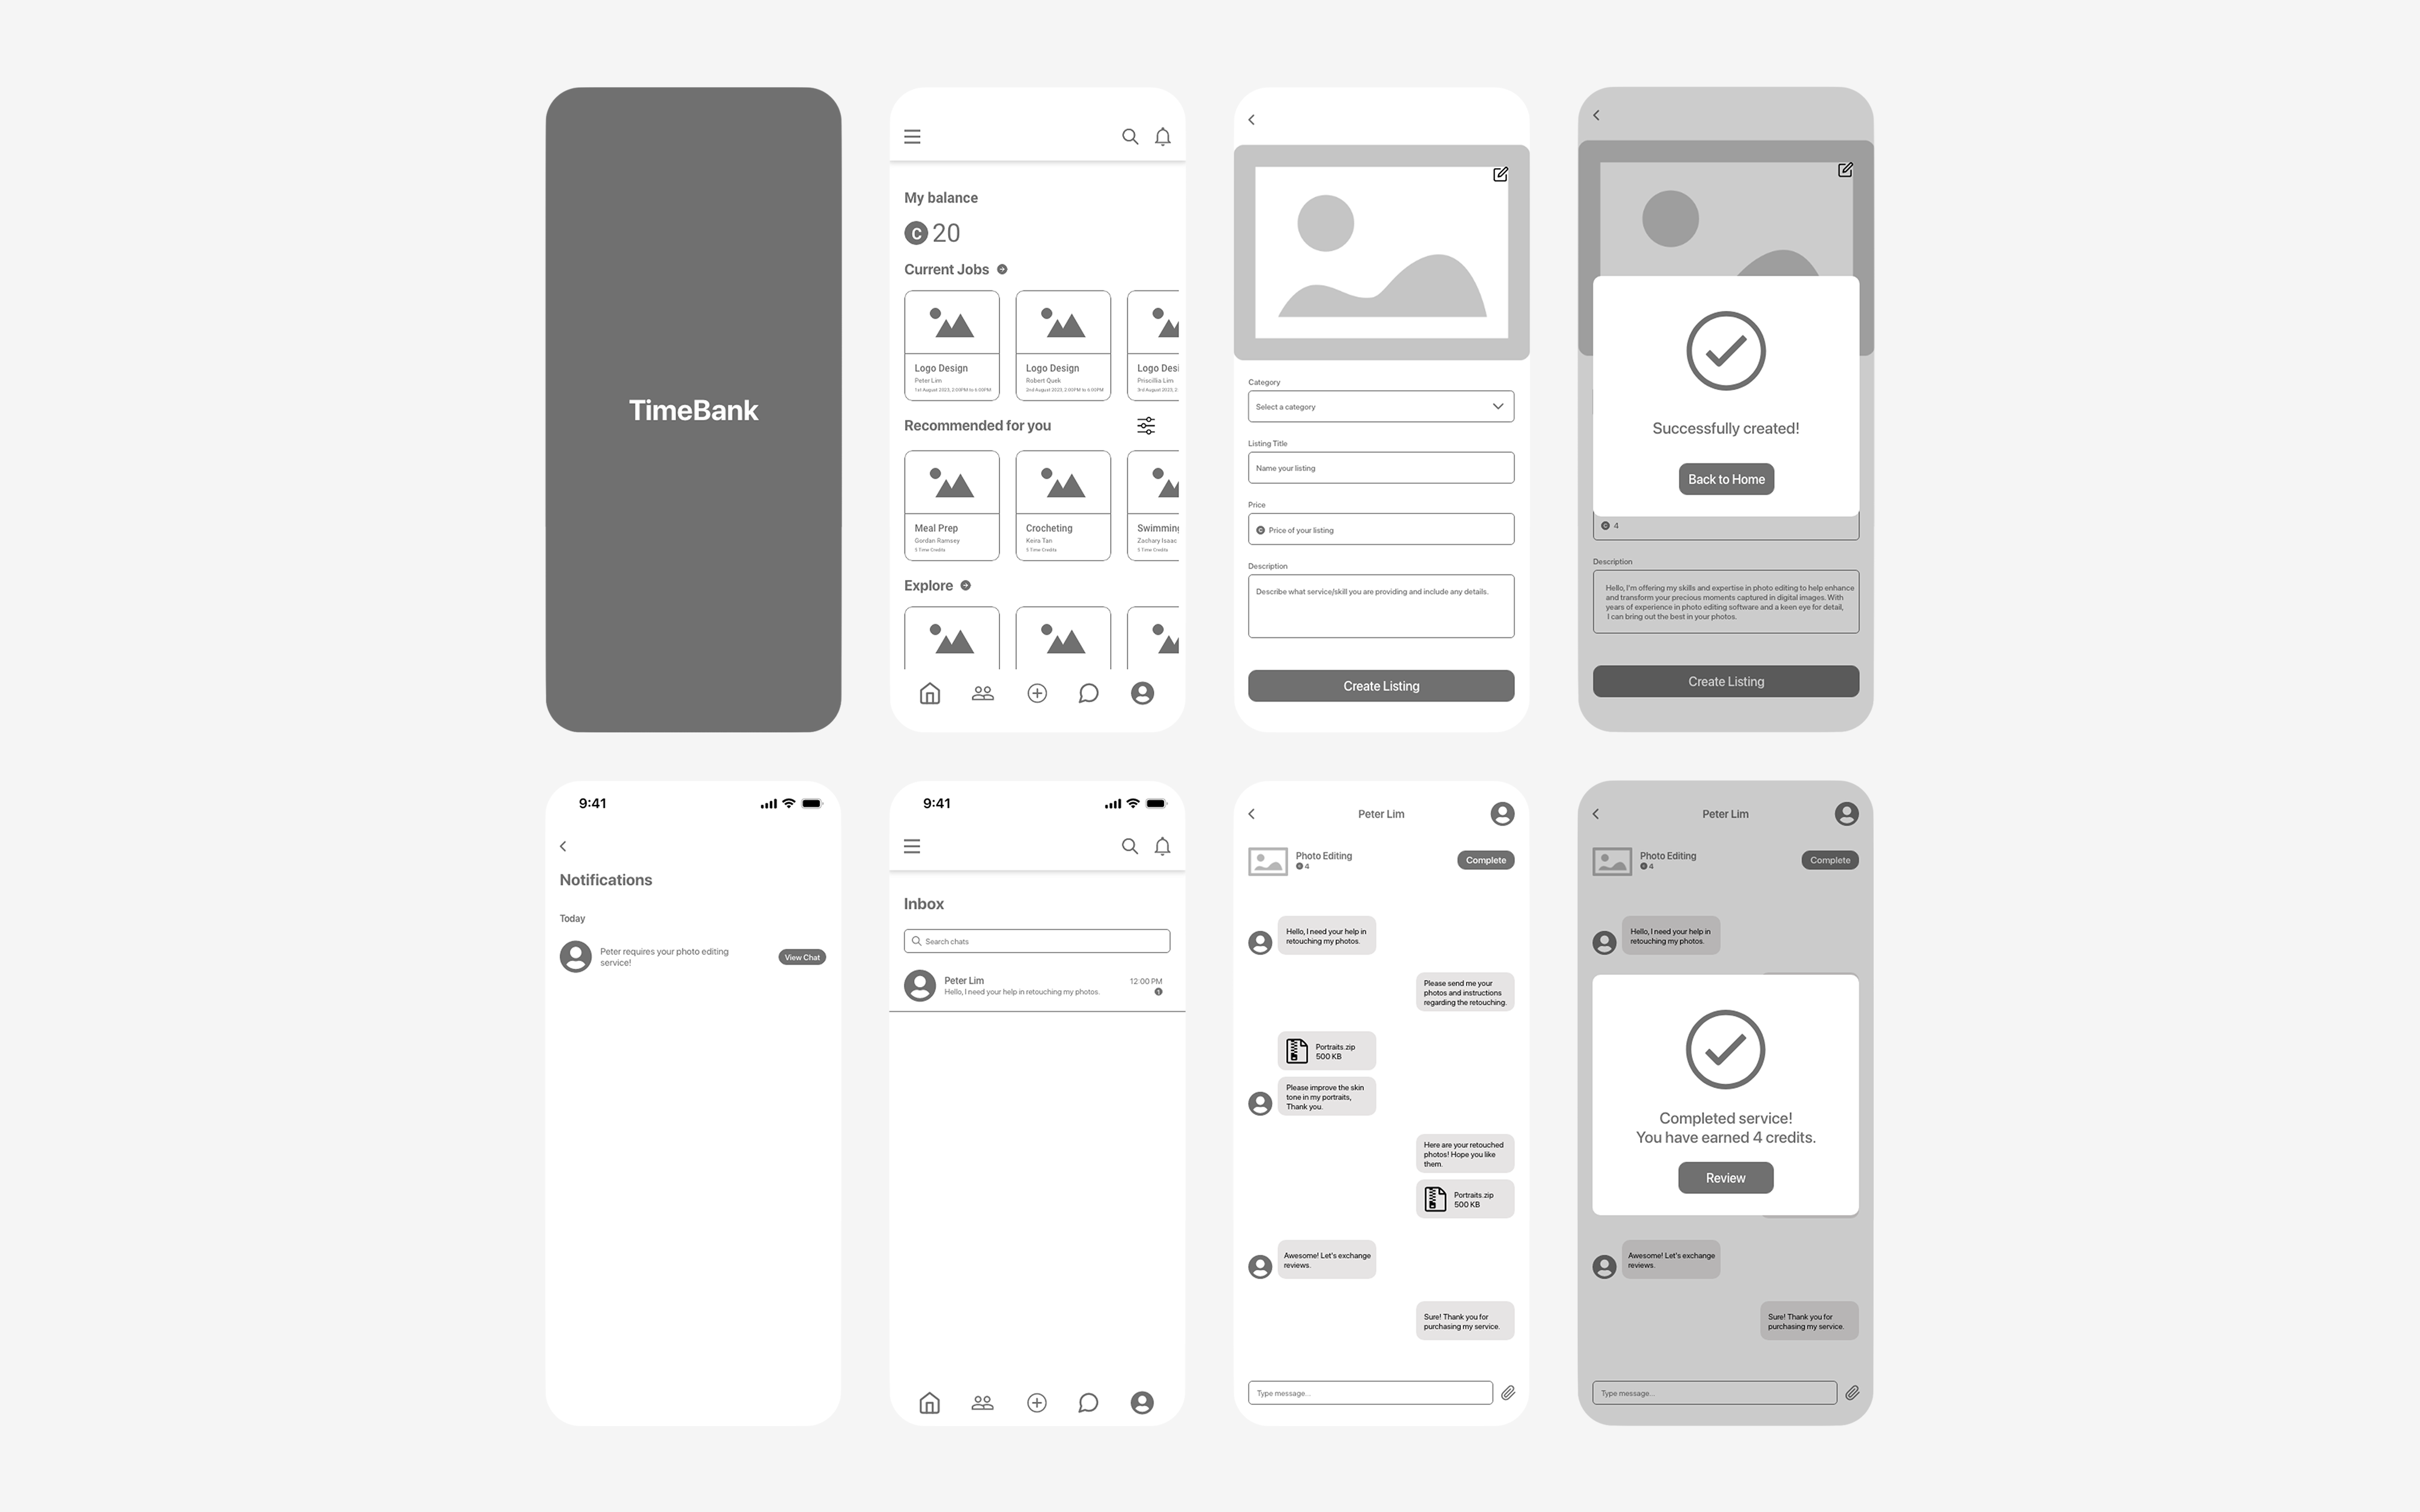 TimeBank
My balance
C 20
Current Jobs
Logo Design
Peter Lim
1st August 2023, 2:00PM to 6:00PM
Logo Design
Robert Quek
2nd August 2023, 2:00PM to 6:00PM
Logo Desi
Priscillia Lim
3rd August 2023, 2:
Recommended for you
Meal Prep
Gordan Ramsey
5 Time Credits
Crocheting
Keira Tan
5 Time Credits
Swimming
Zachary Isaac
5 Time Credits
Explore
Category
Select a category
Listing Title
Name your listing
Price
C Price of your listing
Description
Describe what service/skill you are providing and include any details.
Create Listing
Successfully created!
Back to Home
C 4
Description
Hello, I'm offering my skills and expertise in photo editing to help enhance
and transform your precious moments captured in digital images. With
years of experience in photo editing software and a keen eye for detail,
I can bring out the best in your photos.
Create Listing
9:41
Notifications
Today
Peter requires your photo editing
service!
View Chat
9:41
Inbox
Search chats
Peter Lim
12:00 PM
Hello, I need your help in retouching my photos.
1
Peter Lim
Photo Editing
C 4
Complete
Hello, I need your help in
retouching my photos.
Please send me your
photos and instructions
regarding the retouching.
Portraits.zip
500 KB
Please improve the skin
tone in my portraits,
Thank you.
Here are your retouched
photos! Hope you like
them.
Portraits.zip
500 KB
Awesome! Let's exchange
reviews.
Sure! Thank you for
purchasing my service.
Type message...
Peter Lim
Photo Editing
C 4
Complete
Hello, I need your help in
retouching my photos.
Completed service!
You have earned 4 credits.
Review
Awesome! Let's exchange
reviews.
Sure! Thank you for
purchasing my service.
Type message...